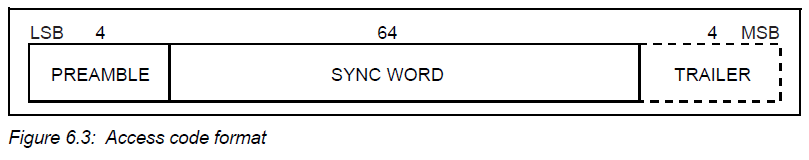 LSB 4 64 4 MSB
PREAMBLE SYNC WORD TRAILER
Figure 6.3: Access code format